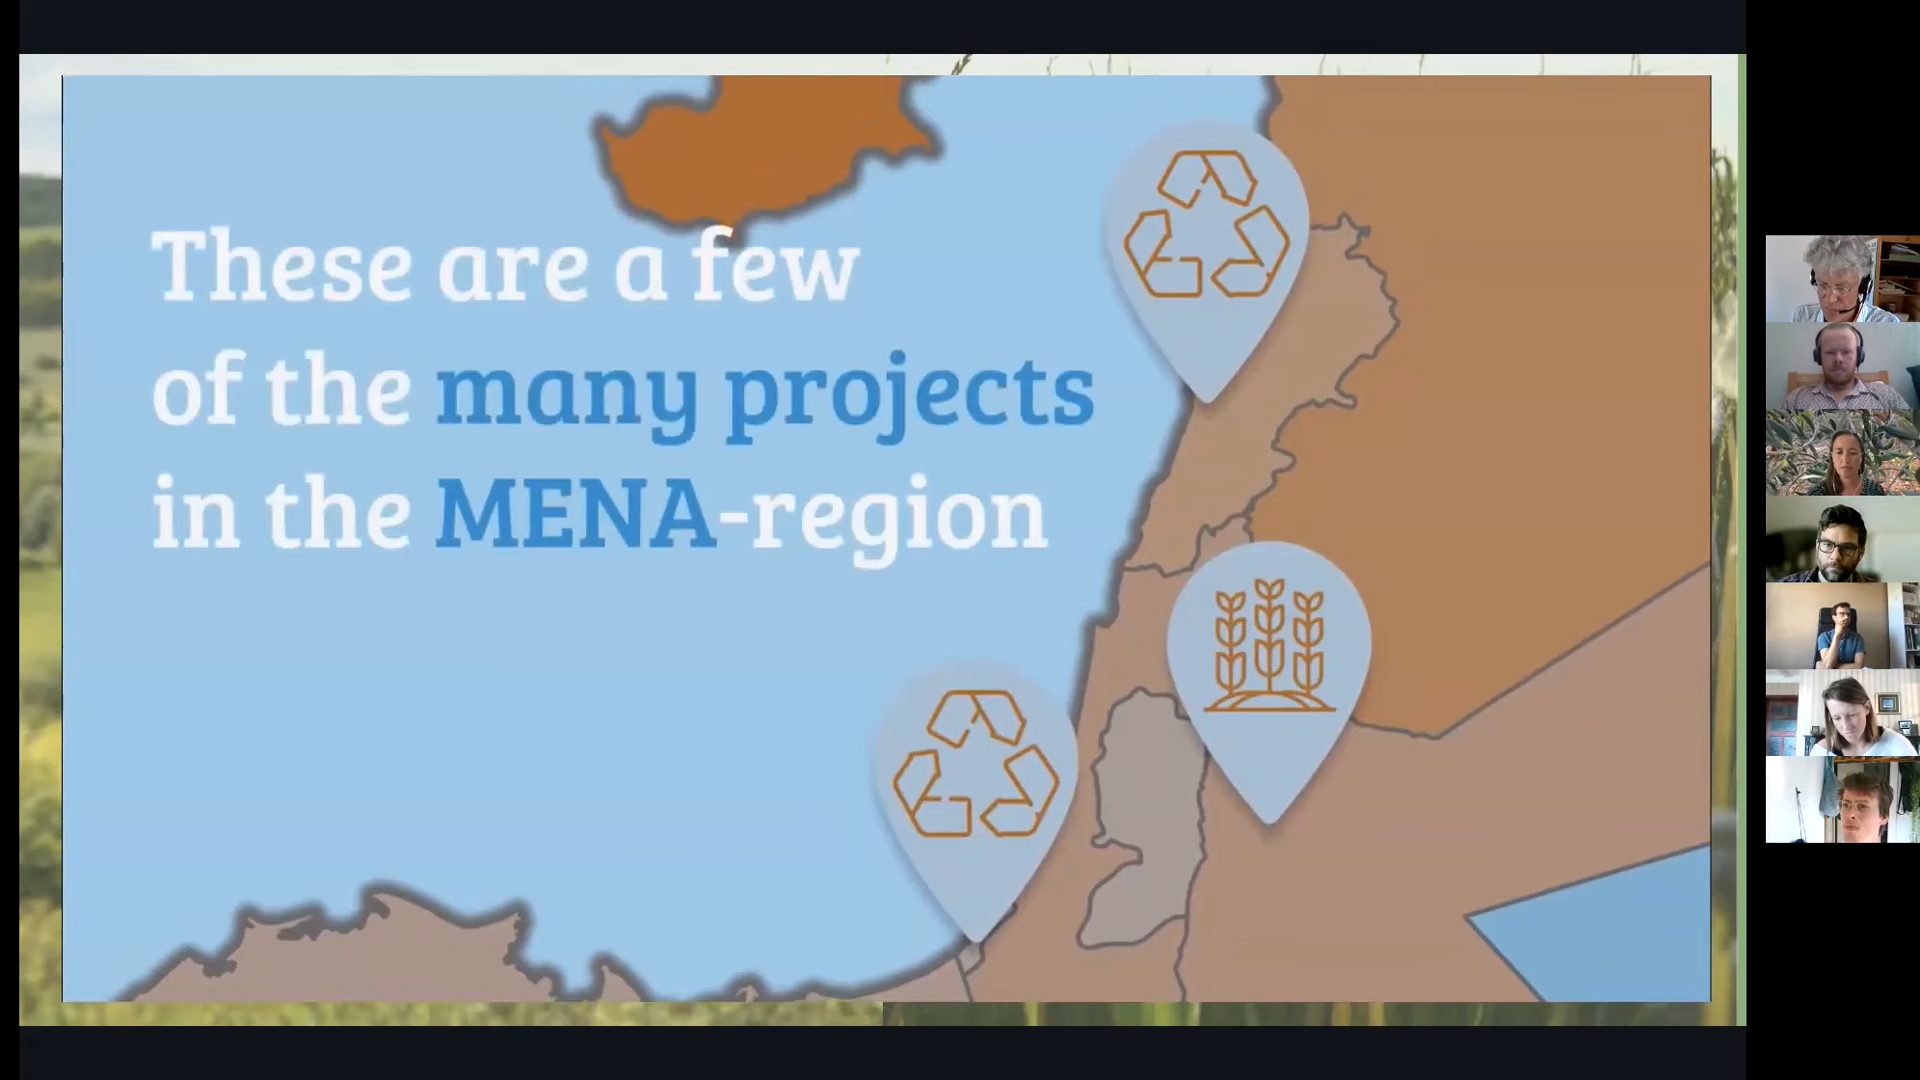 These are a few
of the many projects
in the MENA-region